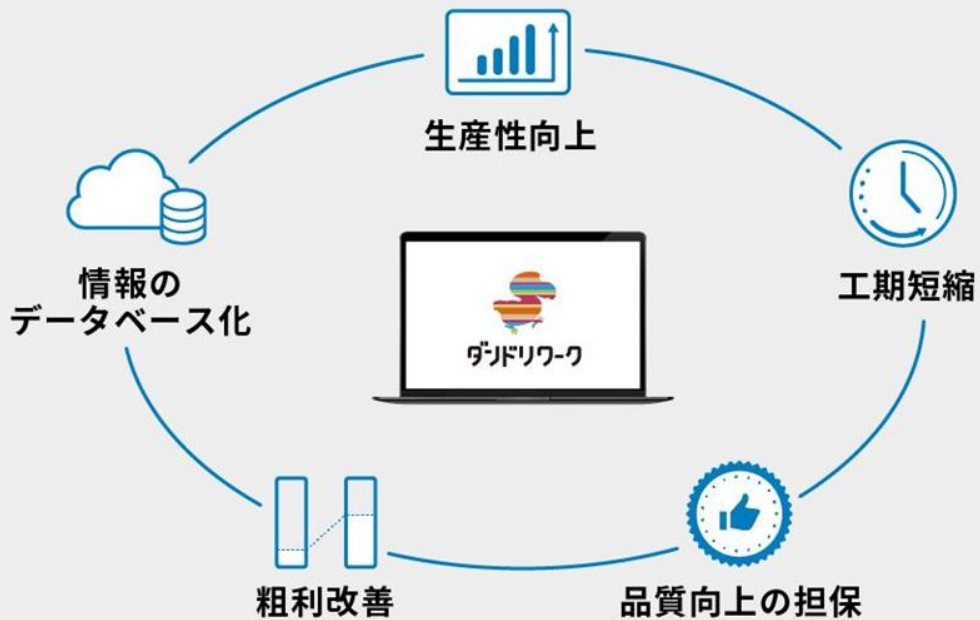 生産性向上
情報の
データベース化
工期短縮
ダンドリワーク
粗利改善
品質向上の担保